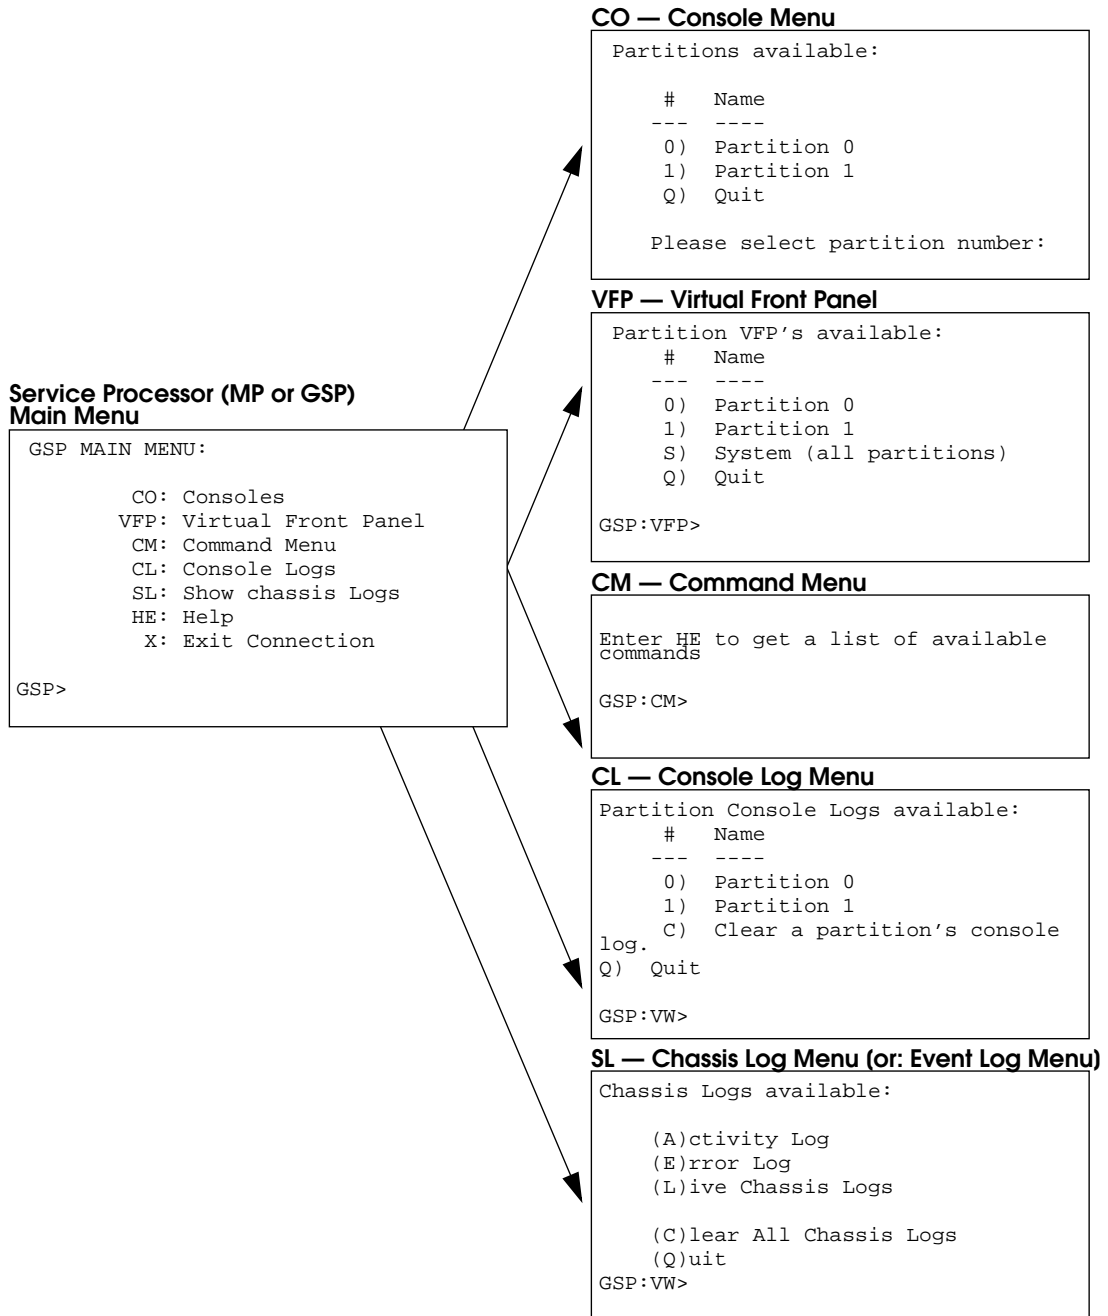 Service Processor (MP or GSP)
Main Menu
GSP MAIN MENU:
CO: Consoles
VFP: Virtual Front Panel
CM: Command Menu
CL: Console Logs
SL: Show chassis Logs
HE: Help
X: Exit Connection
GSP>
CO — Console Menu
Partitions available:
#   Name
---  ----
0)  Partition 0
1)  Partition 1
Q)  Quit
Please select partition number:
VFP — Virtual Front Panel
Partition VFP's available:
#   Name
---  ----
0)  Partition 0
1)  Partition 1
S)  System (all partitions)
Q)  Quit
GSP:VFP>
CM — Command Menu
Enter HE to get a list of available
commands
GSP:CM>
CL — Console Log Menu
Partition Console Logs available:
#   Name
---  ----
0)  Partition 0
1)  Partition 1
C)  Clear a partition's console
log.
Q)  Quit
GSP:VW>
SL — Chassis Log Menu (or: Event Log Menu)
Chassis Logs available:
(A)ctivity Log
(E)rror Log
(L)ive Chassis Logs
(C)lear All Chassis Logs
(Q)uit
GSP:VW>